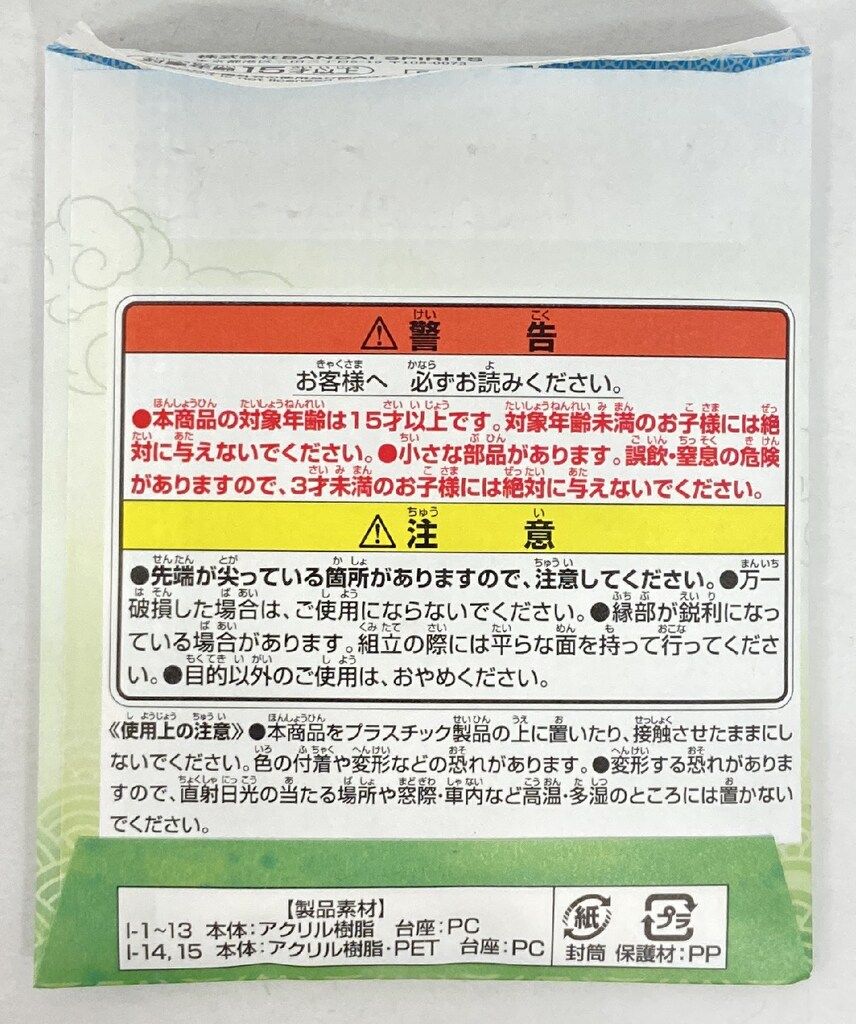 株式会社BANDAI SPIRITS
対象年齢15才以上
⚠警告
お客様へ 必ずお読みください。
●本商品の対象年齢は15才以上です。対象年齢未満のお子様には絶
対に与えないでください。●小さな部品があります。誤飲・窒息の危険
がありますので、3才未満のお子様には絶対に与えないでください。
⚠注意
●先端が尖っている箇所がありますので、注意してください。●万一
破損した場合は、ご使用にならないでください。●縁部が鋭利になっ
ている場合があります。組立の際には平らな面を持って行ってくださ
い。●目的以外のご使用は、おやめください。
《使用上の注意》●本商品をプラスチック製品の上に置いたり、接触させたままに
しないでください。色の付着や変形などの恐れがあります。●変形する恐れがありま
すので、直射日光の当たる場所や窓際・車内など高温・多湿のところには置かない
でください。
【製品素材】
I-1~13 本体:アクリル樹脂 台座:PC
I-14,15 本体:アクリル樹脂・PET 台座:PC
紙
封筒
プラ
保護材:PP